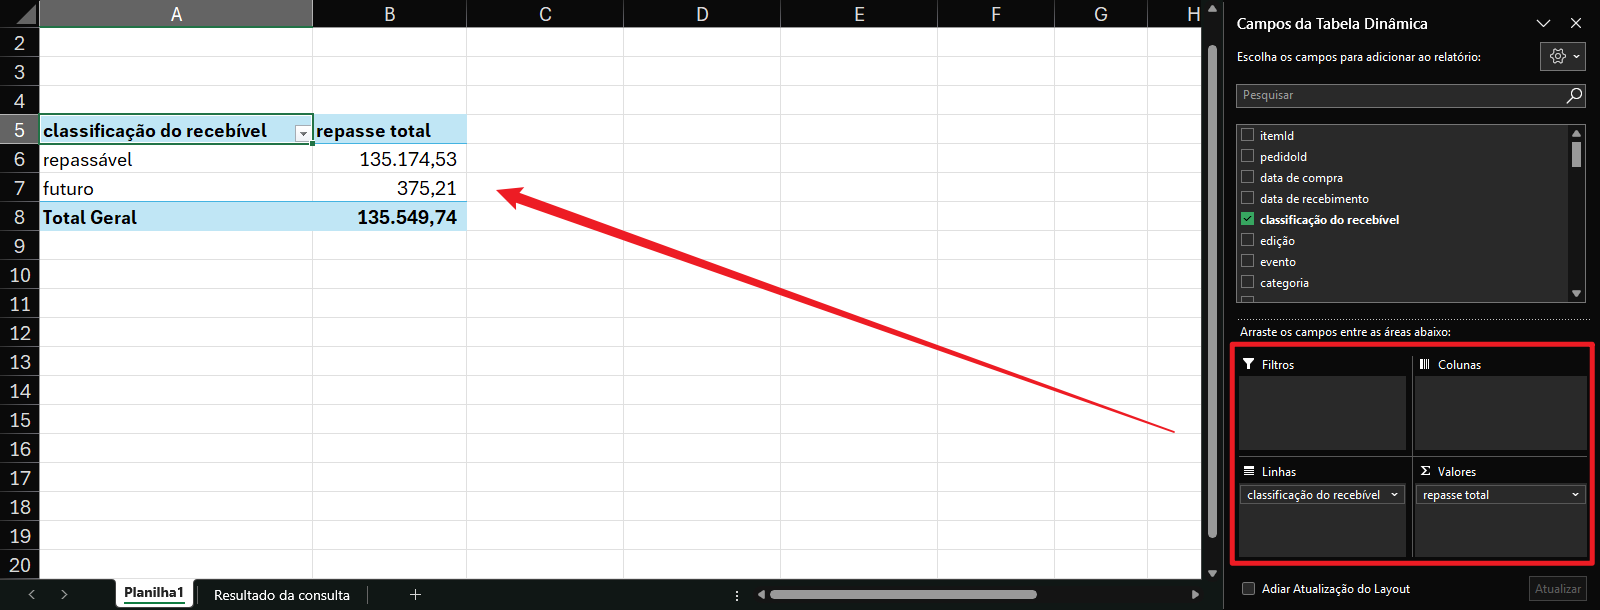 A B C D E F G H
2
3
4
5 classificação do recebível repasse total
6 repassável 135.174,53
7 futuro 375,21
8 Total Geral 135.549,74
9
10
11
12
13
14
15
16
17
18
19
20
Planilha1 Resultado da consulta
Campos da Tabela Dinâmica
Escolha os campos para adicionar ao relatório:
Pesquisar
itemId
pedidoId
data de compra
data de recebimento
classificação do recebível
edição
evento
categoria
Arraste os campos entre as áreas abaixo:
Filtros
Colunas
Linhas
classificação do recebível
Σ Valores
repasse total
Adiar Atualização do Layout
Atualizar